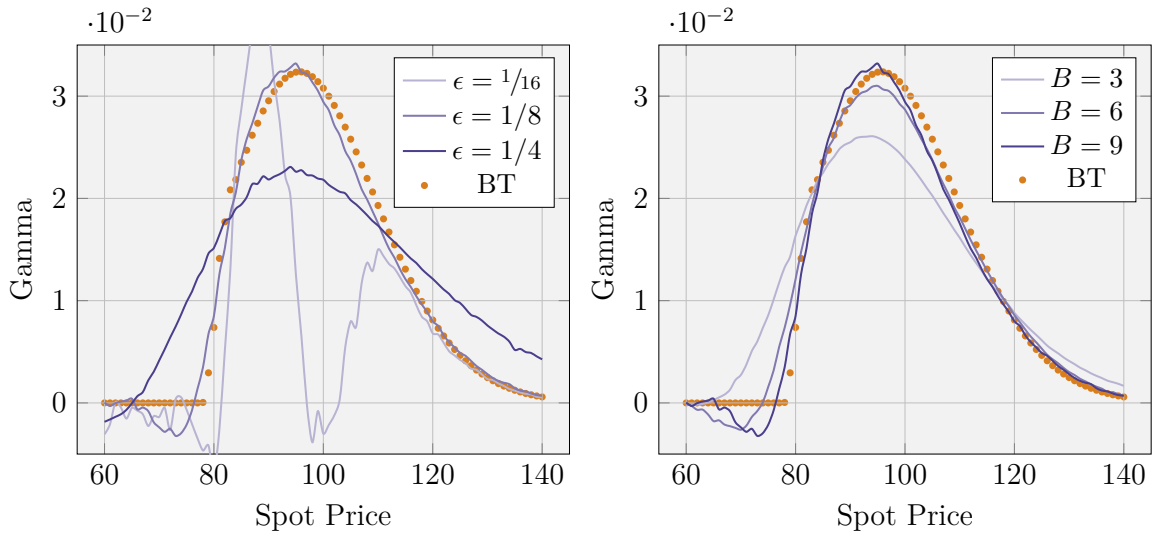 ·10⁻²
3
2
1
0
60 80 100 120 140
Spot Price
Gamma
ϵ = 1/16
ϵ = 1/8
ϵ = 1/4
BT
·10⁻²
3
2
1
0
60 80 100 120 140
Spot Price
Gamma
B = 3
B = 6
B = 9
BT